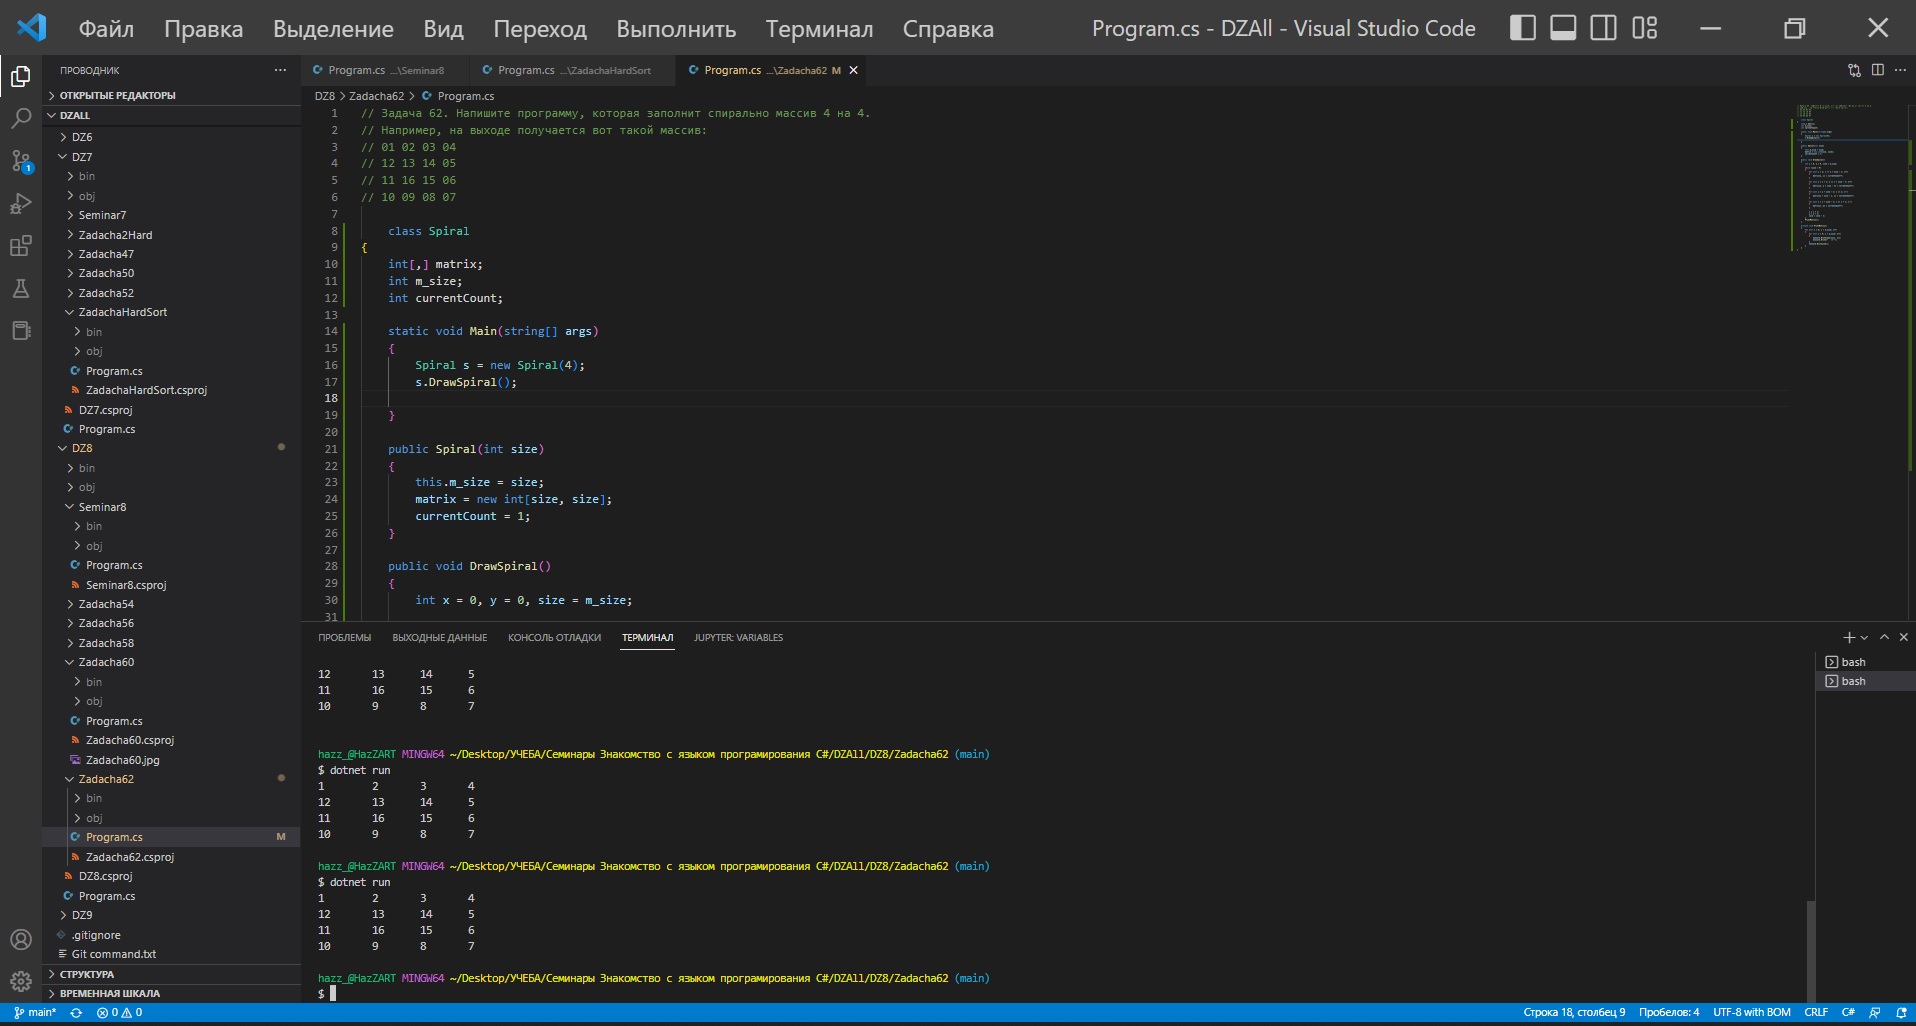 Файл Правка Выделение Вид Переход Выполнить Терминал Справка Program.cs - DZAll - Visual Studio Code
ПРОВОДНИК
ОТКРЫТЫЕ РЕДАКТОРЫ
DZALL
DZ6
DZ7
bin
obj
Seminar7
Zadacha2Hard
Zadacha47
Zadacha50
Zadacha52
ZadachaHardSort
bin
obj
Program.cs
ZadachaHardSort.csproj
DZ7.csproj
Program.cs
DZ8
bin
obj
Seminar8
bin
obj
Program.cs
Seminar8.csproj
Zadacha54
Zadacha56
Zadacha58
Zadacha60
bin
obj
Program.cs
Zadacha60.csproj
Zadacha60.jpg
Zadacha62
bin
obj
Program.cs M
Zadacha62.csproj
DZ8.csproj
Program.cs
DZ9
.gitignore
Git command.txt
СТРУКТУРА
ВРЕМЕННАЯ ШКАЛА
1
Program.cs ...\Seminar8 Program.cs ...\ZadachaHardSort Program.cs ...\Zadacha62 M
DZ8 > Zadacha62 > Program.cs
1 // Задача 62. Напишите программу, которая заполнит спирально массив 4 на 4.
2 // Например, на выходе получается вот такой массив:
3 // 01 02 03 04
4 // 12 13 14 05
5 // 11 16 15 06
6 // 10 09 08 07
7
8 class Spiral
9 {
10 int[,] matrix;
11 int m_size;
12 int currentCount;
13
14 static void Main(string[] args)
15 {
16 Spiral s = new Spiral(4);
17 s.DrawSpiral();
18
19 }
20
21 public Spiral(int size)
22 {
23 this.m_size = size;
24 matrix = new int[size, size];
25 currentCount = 1;
26 }
27
28 public void DrawSpiral()
29 {
30 int x = 0, y = 0, size = m_size;
31
ПРОБЛЕМЫ ВЫХОДНЫЕ ДАННЫЕ КОНСОЛЬ ОТЛАДКИ ТЕРМИНАЛ JUPYTER: VARIABLES
12 13 14 5
11 16 15 6
10 9 8 7
hazz_@HazZART MINGW64 ~/Desktop/УЧЕБА/Семинары Знакомство с языком програмирования C#/DZAll/DZ8/Zadacha62 (main)
$ dotnet run
1 2 3 4
12 13 14 5
11 16 15 6
10 9 8 7
hazz_@HazZART MINGW64 ~/Desktop/УЧЕБА/Семинары Знакомство с языком програмирования C#/DZAll/DZ8/Zadacha62 (main)
$ dotnet run
1 2 3 4
12 13 14 5
11 16 15 6
10 9 8 7
hazz_@HazZART MINGW64 ~/Desktop/УЧЕБА/Семинары Знакомство с языком програмирования C#/DZAll/DZ8/Zadacha62 (main)
$
bash
bash
main* 0 0 Строка 18, столбец 9 Пробелов: 4 UTF-8 with BOM CRLF C#